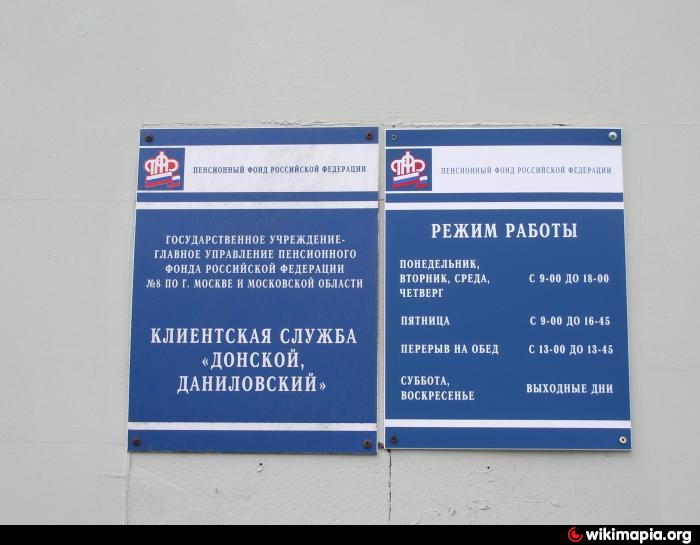 ПЕНСИОННЫЙ ФОНД РОССИЙСКОЙ ФЕДЕРАЦИИ
ГОСУДАРСТВЕННОЕ УЧРЕЖДЕНИЕ-
ГЛАВНОЕ УПРАВЛЕНИЕ ПЕНСИОННОГО
ФОНДА РОССИЙСКОЙ ФЕДЕРАЦИИ
№8 ПО Г. МОСКВЕ И МОСКОВСКОЙ ОБЛАСТИ
КЛИЕНТСКАЯ СЛУЖБА
«ДОНСКОЙ,
ДАНИЛОВСКИЙ»
ПЕНСИОННЫЙ ФОНД РОССИЙСКОЙ ФЕДЕРАЦИИ
РЕЖИМ РАБОТЫ
ПОНЕДЕЛЬНИК,
ВТОРНИК, СРЕДА, С 9-00 ДО 18-00
ЧЕТВЕРГ
ПЯТНИЦА С 9-00 ДО 16-45
ПЕРЕРЫВ НА ОБЕД С 13-00 ДО 13-45
СУББОТА,
ВОСКРЕСЕНЬЕ ВЫХОДНЫЕ ДНИ
wikimapia.org